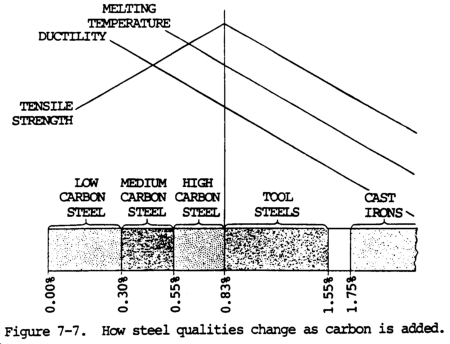 MELTING
TEMPERATURE
DUCTILITY
TENSILE
STRENGTH
LOW
CARBON
STEEL
MEDIUM
CARBON
STEEL
HIGH
CARBON
STEEL
TOOL
STEELS
CAST
IRONS
0.00%
0.30%
0.55%
0.83%
1.55%
1.75%
Figure 7-7. How steel qualities change as carbon is added.